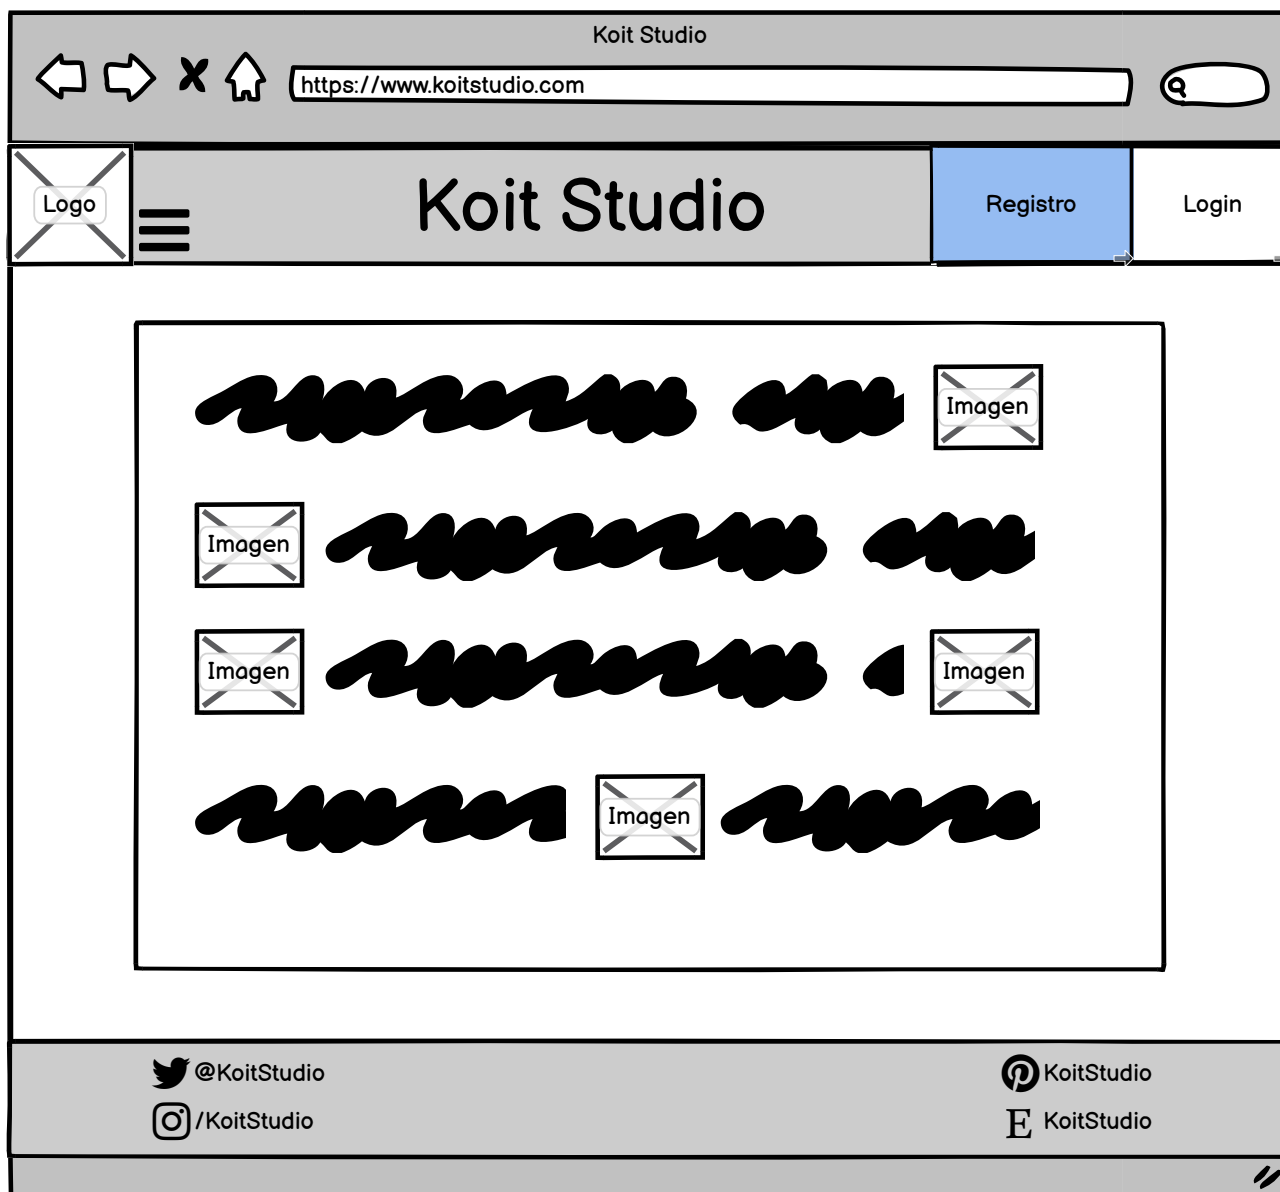 Koit Studio
https://www.koitstudio.com
Logo
Koit Studio
Registro
Login
Imagen
Imagen
Imagen
Imagen
Imagen
@KoitStudio
KoitStudio
/KoitStudio
E KoitStudio